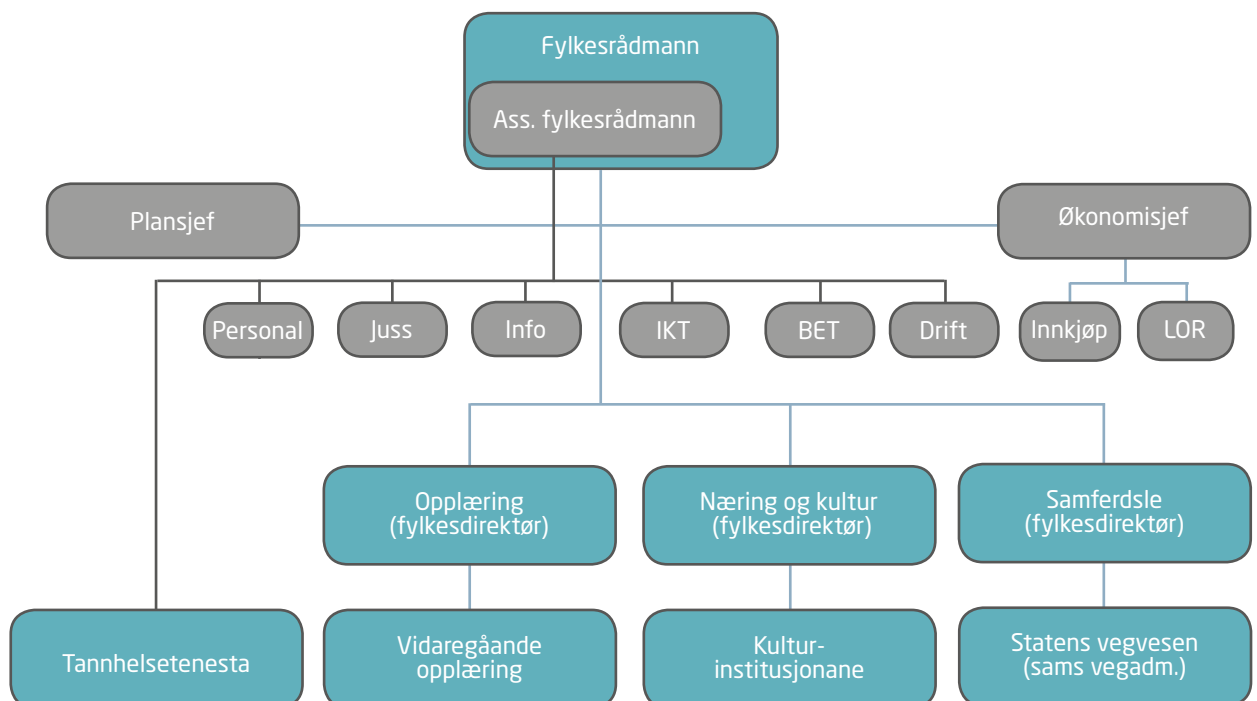 Fylkesrådmann
Ass. fylkesrådmann
Plansjef
Økonomisjef
Personal
Juss
Info
IKT
BET
Drift
Innkjøp
LOR
Opplæring
(fylkesdirektør)
Næring og kultur
(fylkesdirektør)
Samferdsle
(fylkesdirektør)
Tannhelsetenesta
Vidaregåande
opplæring
Kultur-
institusjonane
Statens vegvesen
(sams vegadm.)